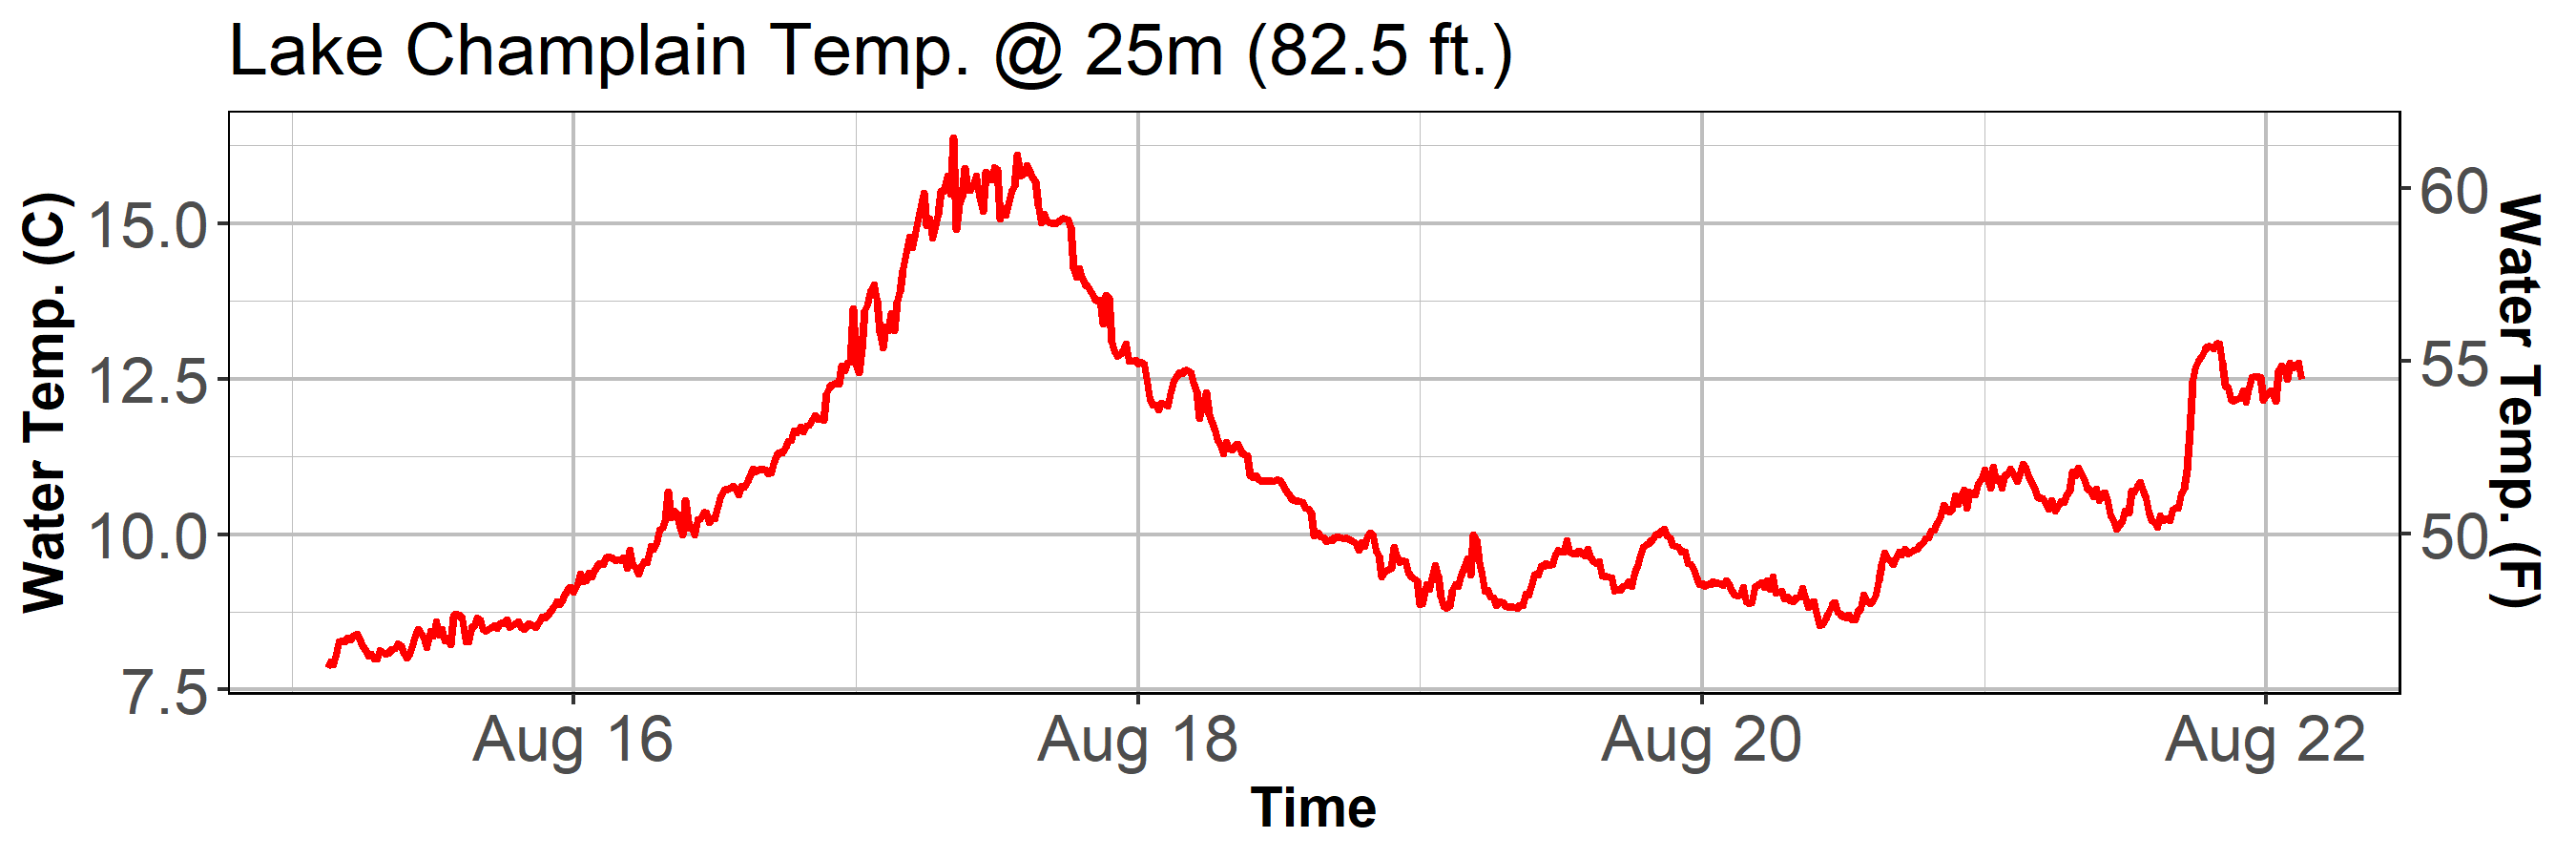 Lake Champlain Temp. @ 25m (82.5 ft.)
Water Temp. (C)
15.0
12.5
10.0
7.5
60
55
50
Water Temp. (F)
Aug 16 Aug 18 Aug 20 Aug 22
Time